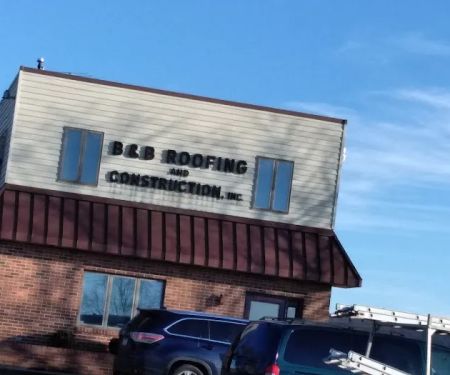 B&B ROOFING
AND
CONSTRUCTION, INC.